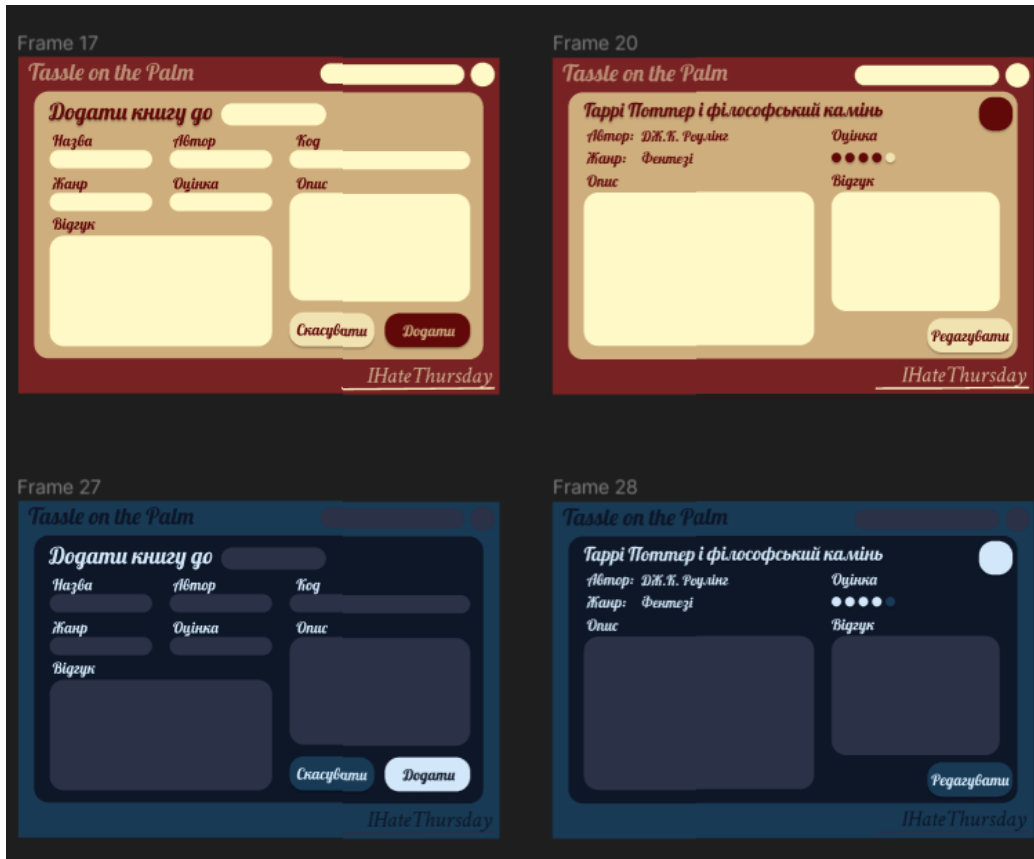 Frame 17
Tassle on the Palm
Додати книгу до
Назва Автор Код
Жанр Оцінка Опис
Відгук
Скасувати Додати
IHateThursday
Frame 20
Tassle on the Palm
Гаррі Поттер і філософський камінь
Автор: ДЖ.К. Роулінг Оцінка
Жанр: Фентезі
Опис Відгук
Редагувати
IHateThursday
Frame 27
Tassle on the Palm
Додати книгу до
Назва Автор Код
Жанр Оцінка Опис
Відгук
Скасувати Додати
IHateThursday
Frame 28
Tassle on the Palm
Гаррі Поттер і філософський камінь
Автор: ДЖ.К. Роулінг Оцінка
Жанр: Фентезі
Опис Відгук
Редагувати
IHateThursday